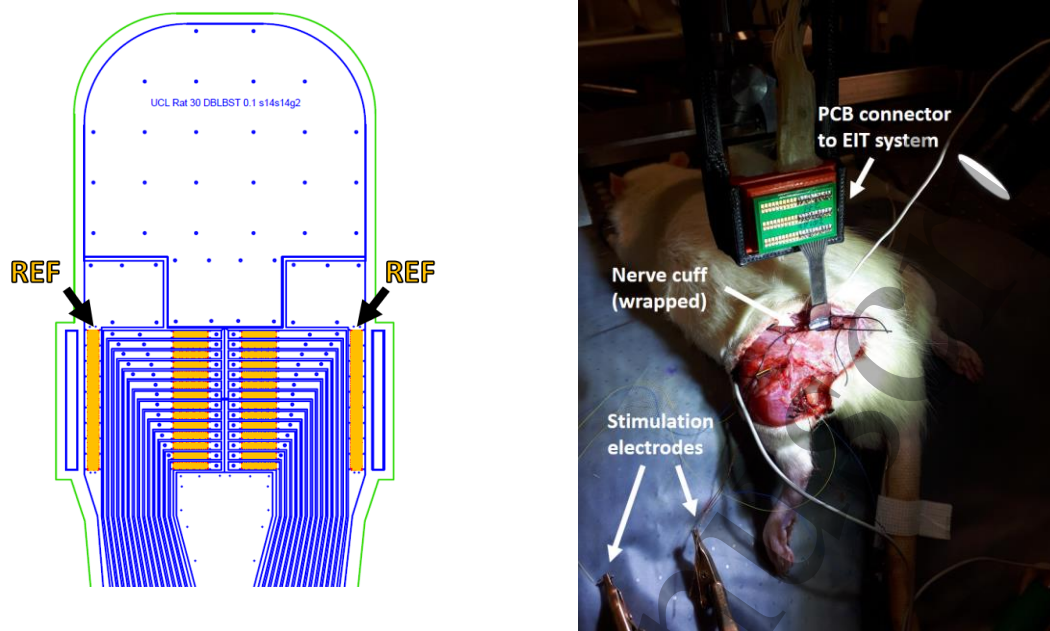 UCL Rat 30 DBLBST 0.1 s14s14g2
REF
REF
PCB connector
to EIT system
Nerve cuff
(wrapped)
Stimulation
electrodes